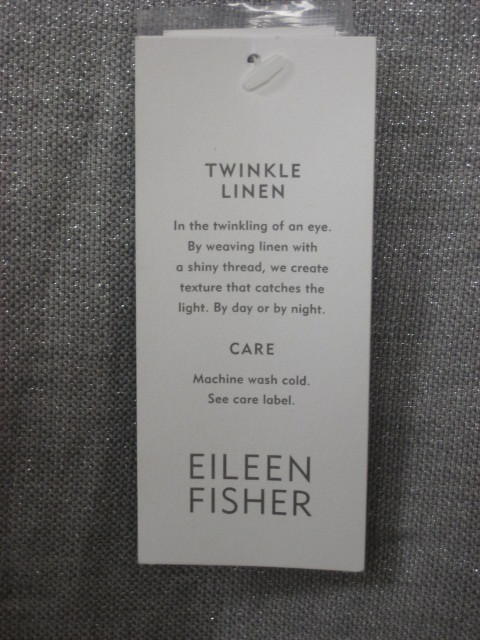 TWINKLE
LINEN
In the twinkling of an eye.
By weaving linen with
a shiny thread, we create
texture that catches the
light. By day or by night.
CARE
Machine wash cold.
See care label.
EILEEN
FISHER